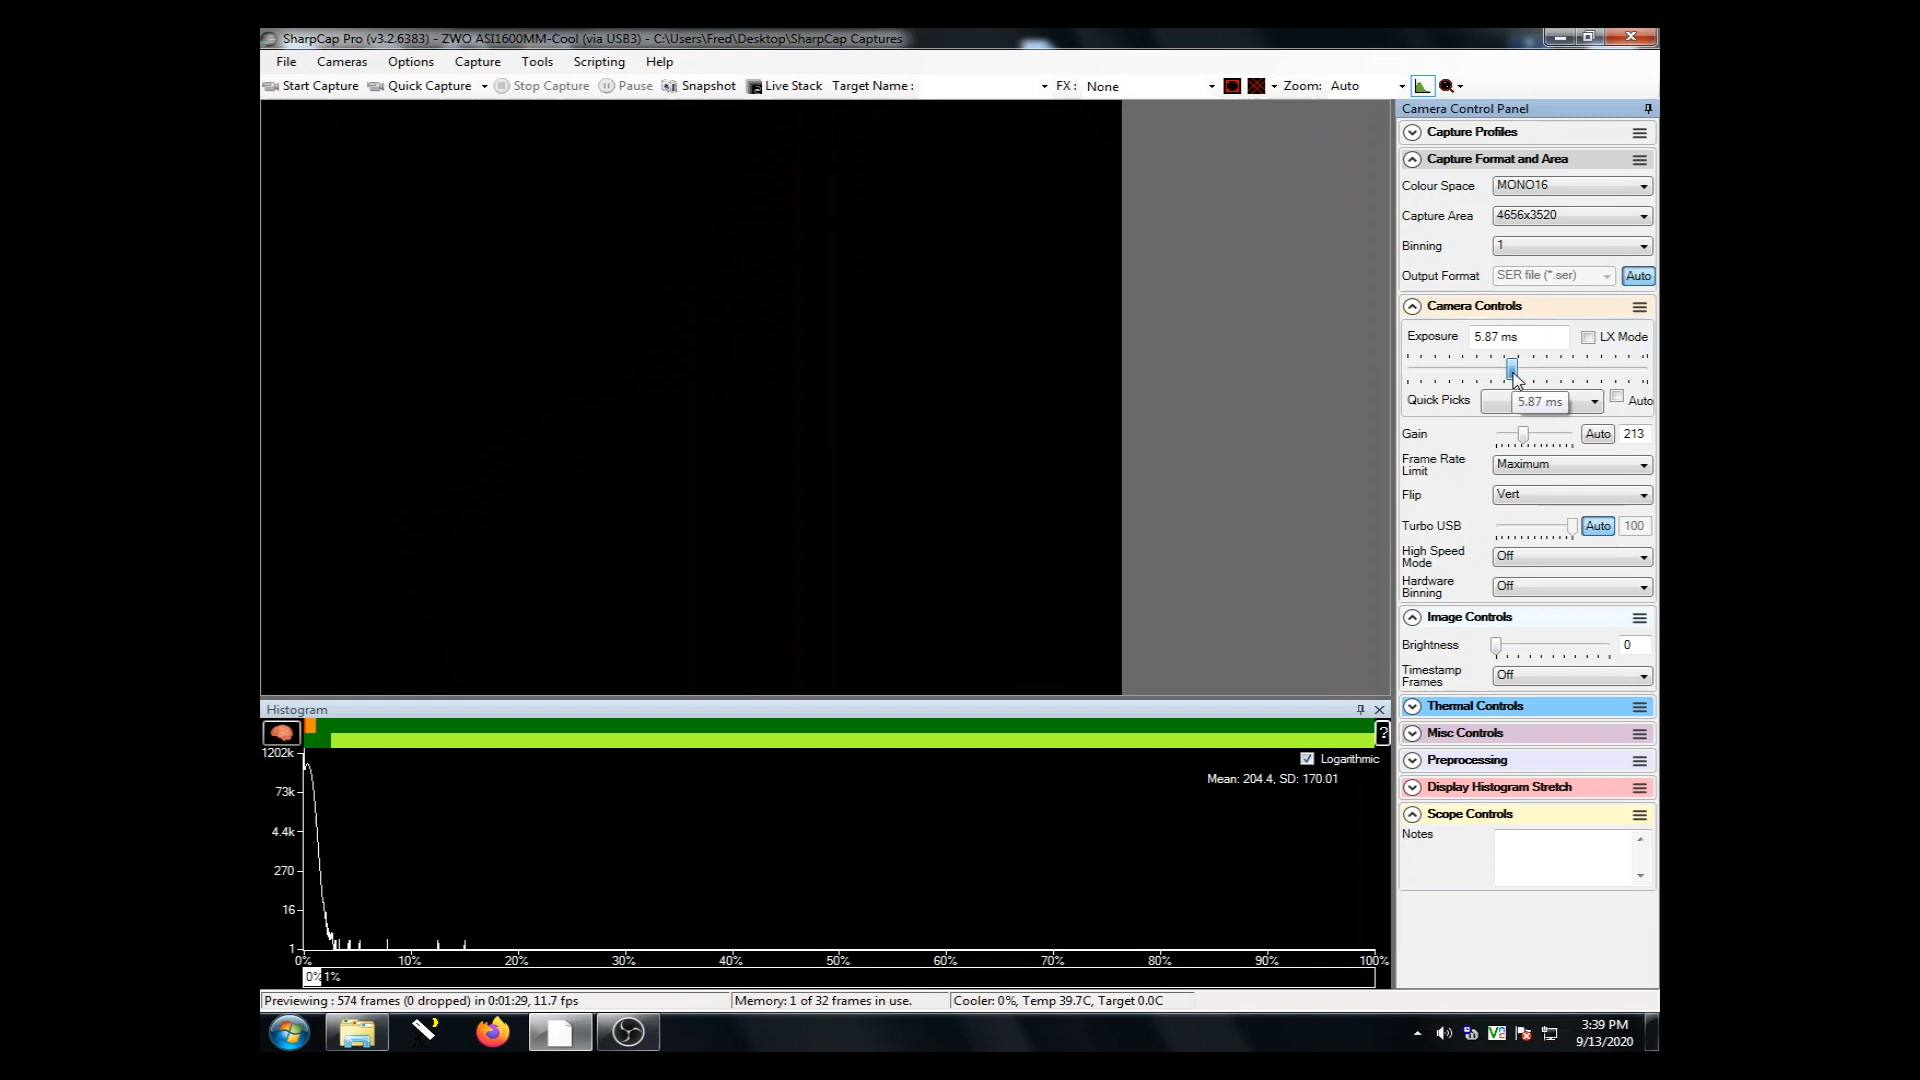 SharpCap Pro (v3.2.6383) - ZWO ASI1600MM-Cool (via USB3) - C:\Users\Fred\Desktop\SharpCap Captures
File Cameras Options Capture Tools Scripting Help
Start Capture Quick Capture Stop Capture Pause Snapshot Live Stack Target Name : FX : None Zoom: Auto
Camera Control Panel
Capture Profiles
Capture Format and Area
Colour Space MONO16
Capture Area 4656x3520
Binning 1
Output Format SER file (*.ser) Auto
Camera Controls
Exposure 5.87 ms LX Mode
Quick Picks 5.87 ms Auto
Gain Auto 213
Frame Rate
Limit
Maximum
Flip Vert
Turbo USB Auto 100
High Speed
Mode
Off
Hardware
Binning
Off
Image Controls
Brightness 0
Timestamp
Frames
Off
Thermal Controls
Misc Controls
Preprocessing
Display Histogram Stretch
Scope Controls
Notes
Histogram
?
1202k
Logarithmic
Mean: 204.4, SD: 170.01
73k
4.4k
270
16
1
0% 10% 20% 30% 40% 50% 60% 70% 80% 90% 100%
0% 1%
Previewing : 574 frames (0 dropped) in 0:01:29, 11.7 fps Memory: 1 of 32 frames in use. Cooler: 0%, Temp 39.7C, Target 0.0C
3:39 PM
9/13/2020